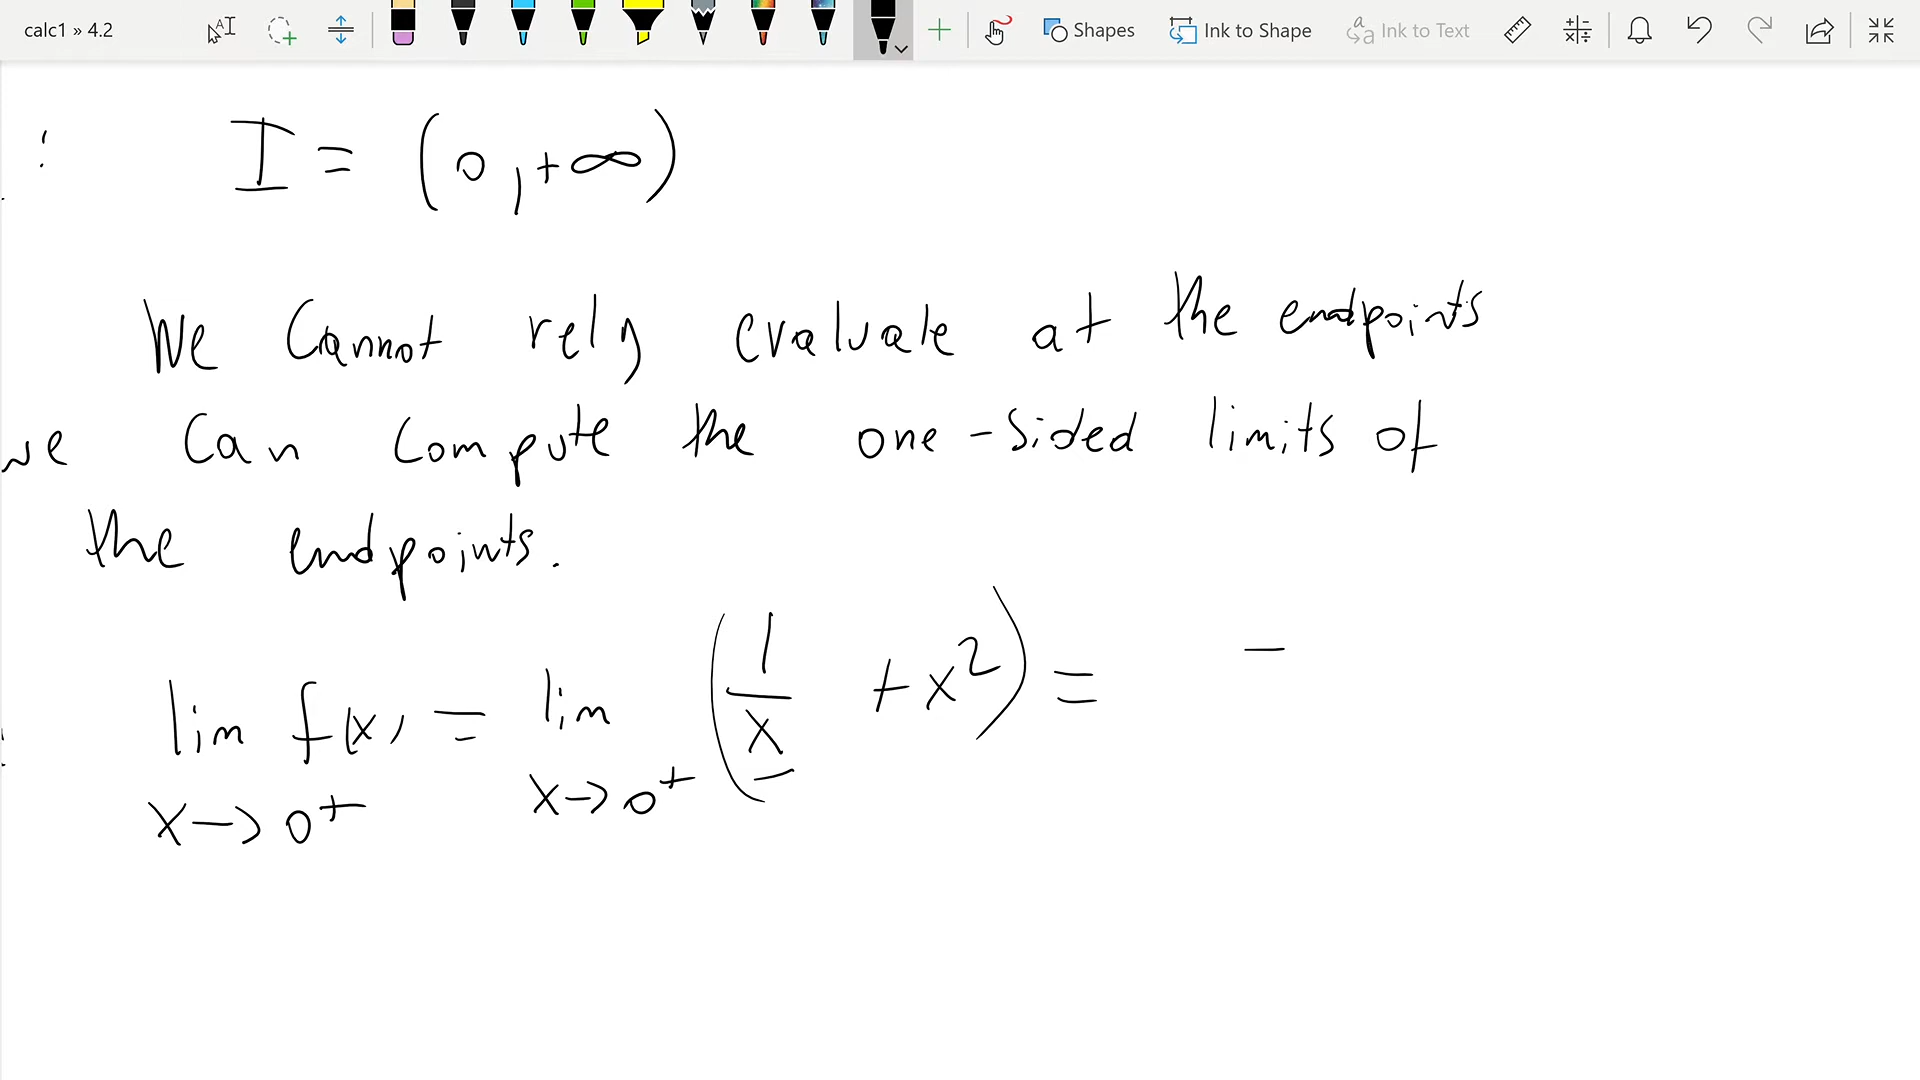 calc1 » 4.2 Shapes Ink to Shape Ink to Text
: I = (0, +∞)
We Cannot rely evaluate at the endpoints
we can compute the one-sided limits of
the endpoints.
lim f(x) = lim (1/x + x²) = —
x→0⁺ x→0⁺